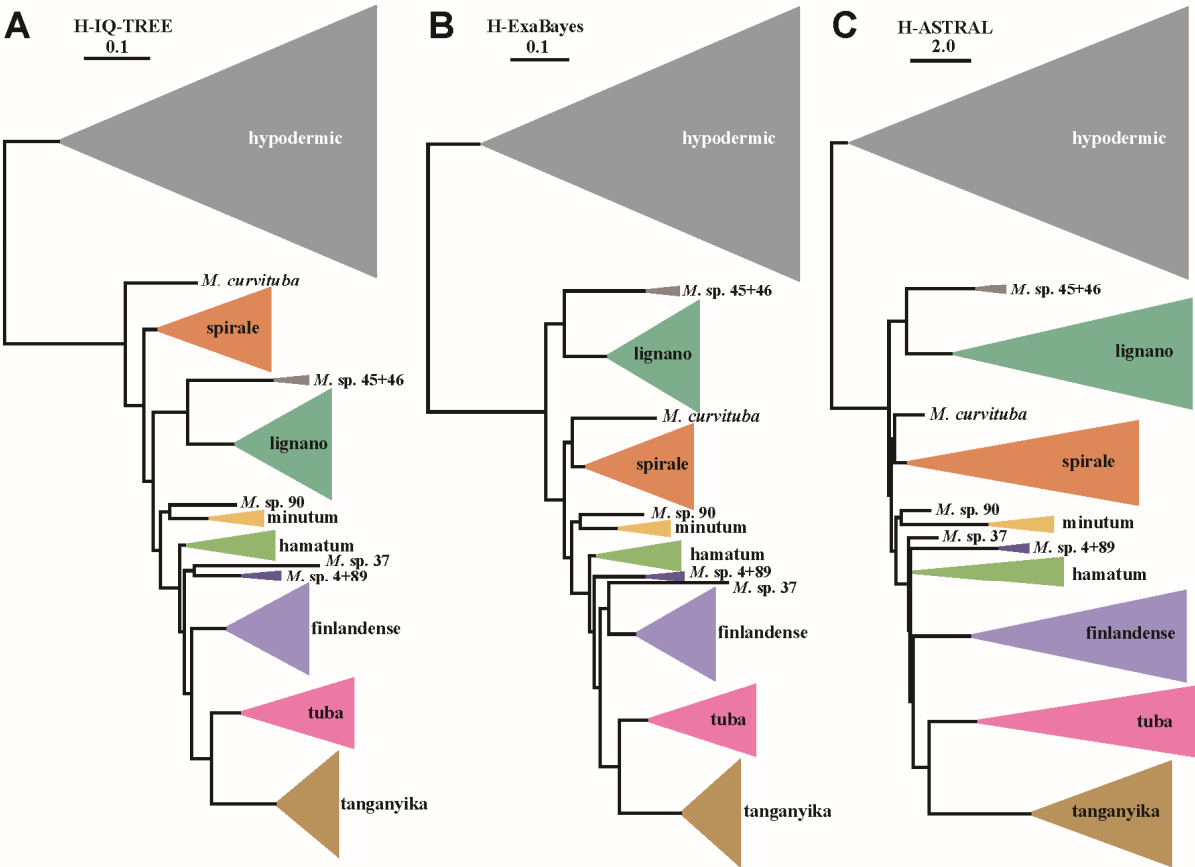 A
H-IQ-TREE
0.1
hypodermic
M. curvituba
spirale
M. sp. 45+46
lignano
M. sp. 90
minutum
hamatum
M. sp. 37
M. sp. 4+89
finlandense
tuba
tanganyika
B
H-ExaBayes
0.1
hypodermic
M. sp. 45+46
lignano
M. curvituba
spirale
M. sp. 90
minutum
hamatum
M. sp. 4+89
M. sp. 37
finlandense
tuba
tanganyika
C
H-ASTRAL
2.0
hypodermic
M. sp. 45+46
lignano
M. curvituba
spirale
M. sp. 90
minutum
M. sp. 37
M. sp. 4+89
hamatum
finlandense
tuba
tanganyika